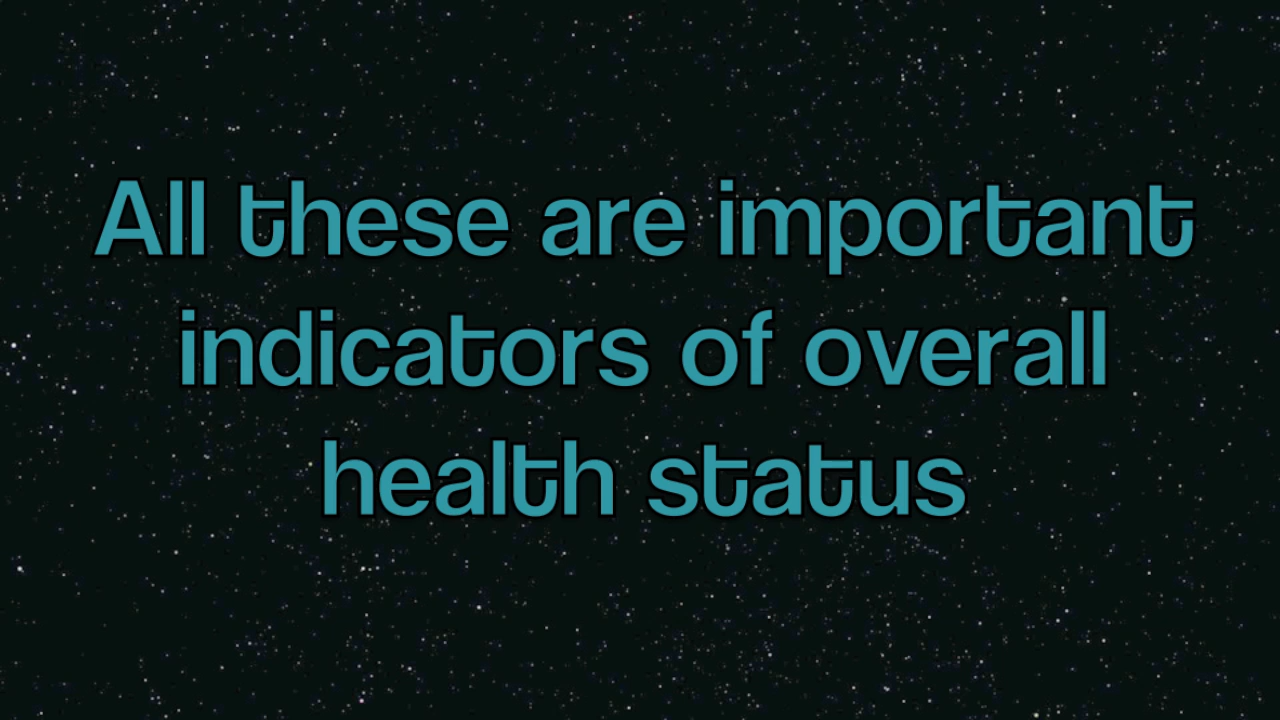 All these are important
indicators of overall
health status